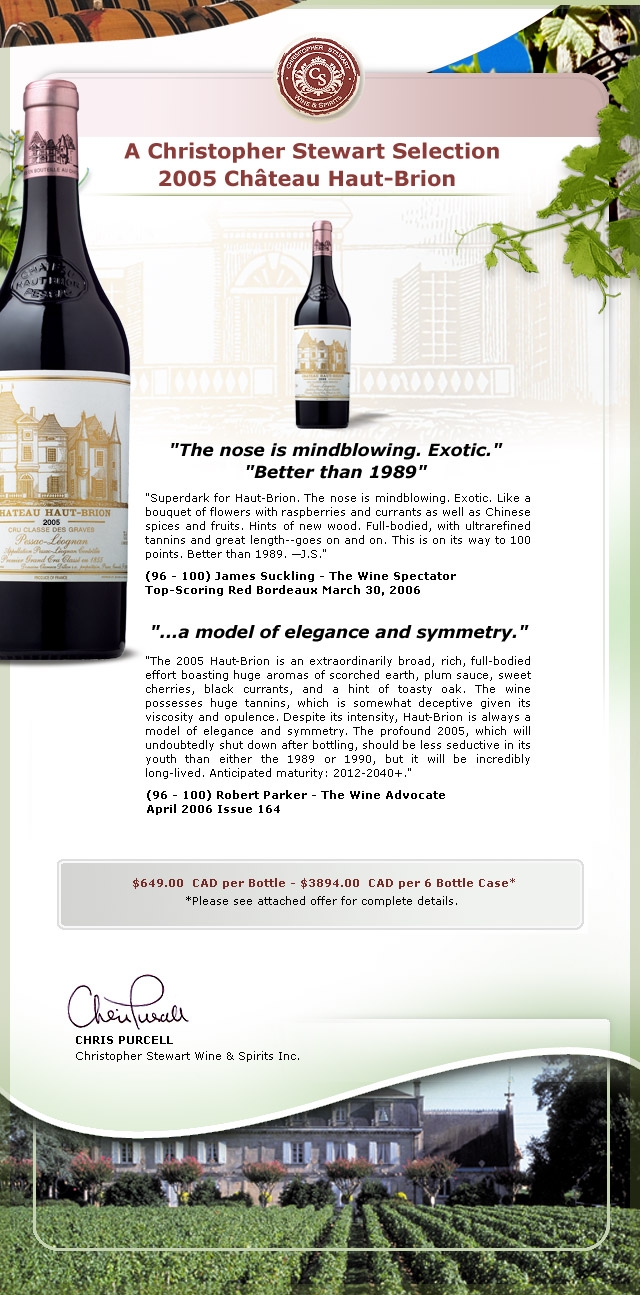 CHRISTOPHER STEWART
CS
WINE & SPIRITS
A Christopher Stewart Selection
2005 Château Haut-Brion
CHATEAU
HAUT-BRION
PESSAC
CHATEAU HAUT-BRION
2005
CRU CLASSE DES GRAVES
Pessac-Léognan
Appellation Pessac-Léognan Contrôlée
Premier Grand Cru Classé en 1855
"The nose is mindblowing. Exotic."
"Better than 1989"
"Superdark for Haut-Brion. The nose is mindblowing. Exotic. Like a
bouquet of flowers with raspberries and currants as well as Chinese
spices and fruits. Hints of new wood. Full-bodied, with ultrarefined
tannins and great length--goes on and on. This is on its way to 100
points. Better than 1989. —J.S."
(96 - 100) James Suckling - The Wine Spectator
Top-Scoring Red Bordeaux March 30, 2006
"...a model of elegance and symmetry."
"The 2005 Haut-Brion is an extraordinarily broad, rich, full-bodied
effort boasting huge aromas of scorched earth, plum sauce, sweet
cherries, black currants, and a hint of toasty oak. The wine
possesses huge tannins, which is somewhat deceptive given its
viscosity and opulence. Despite its intensity, Haut-Brion is always a
model of elegance and symmetry. The profound 2005, which will
undoubtedly shut down after bottling, should be less seductive in its
youth than either the 1989 or 1990, but it will be incredibly
long-lived. Anticipated maturity: 2012-2040+."
(96 - 100) Robert Parker - The Wine Advocate
April 2006 Issue 164
$649.00 CAD per Bottle - $3894.00 CAD per 6 Bottle Case*
*Please see attached offer for complete details.
CHRIS PURCELL
Christopher Stewart Wine & Spirits Inc.